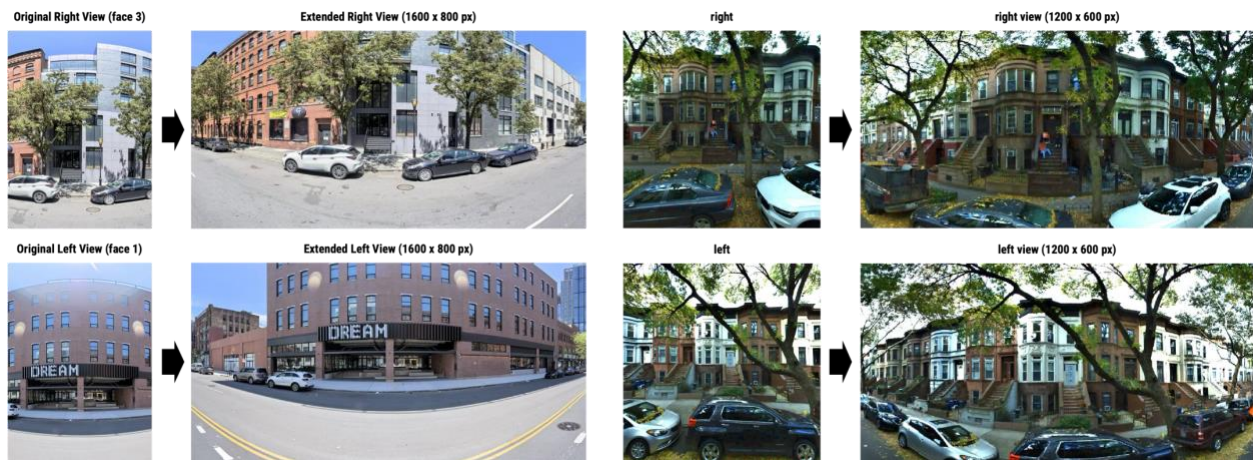 Original Right View (face 3)
Extended Right View (1600 x 800 px)
right
right view (1200 x 600 px)
Original Left View (face 1)
Extended Left View (1600 x 800 px)
left
left view (1200 x 600 px)
DREAM
DREAM